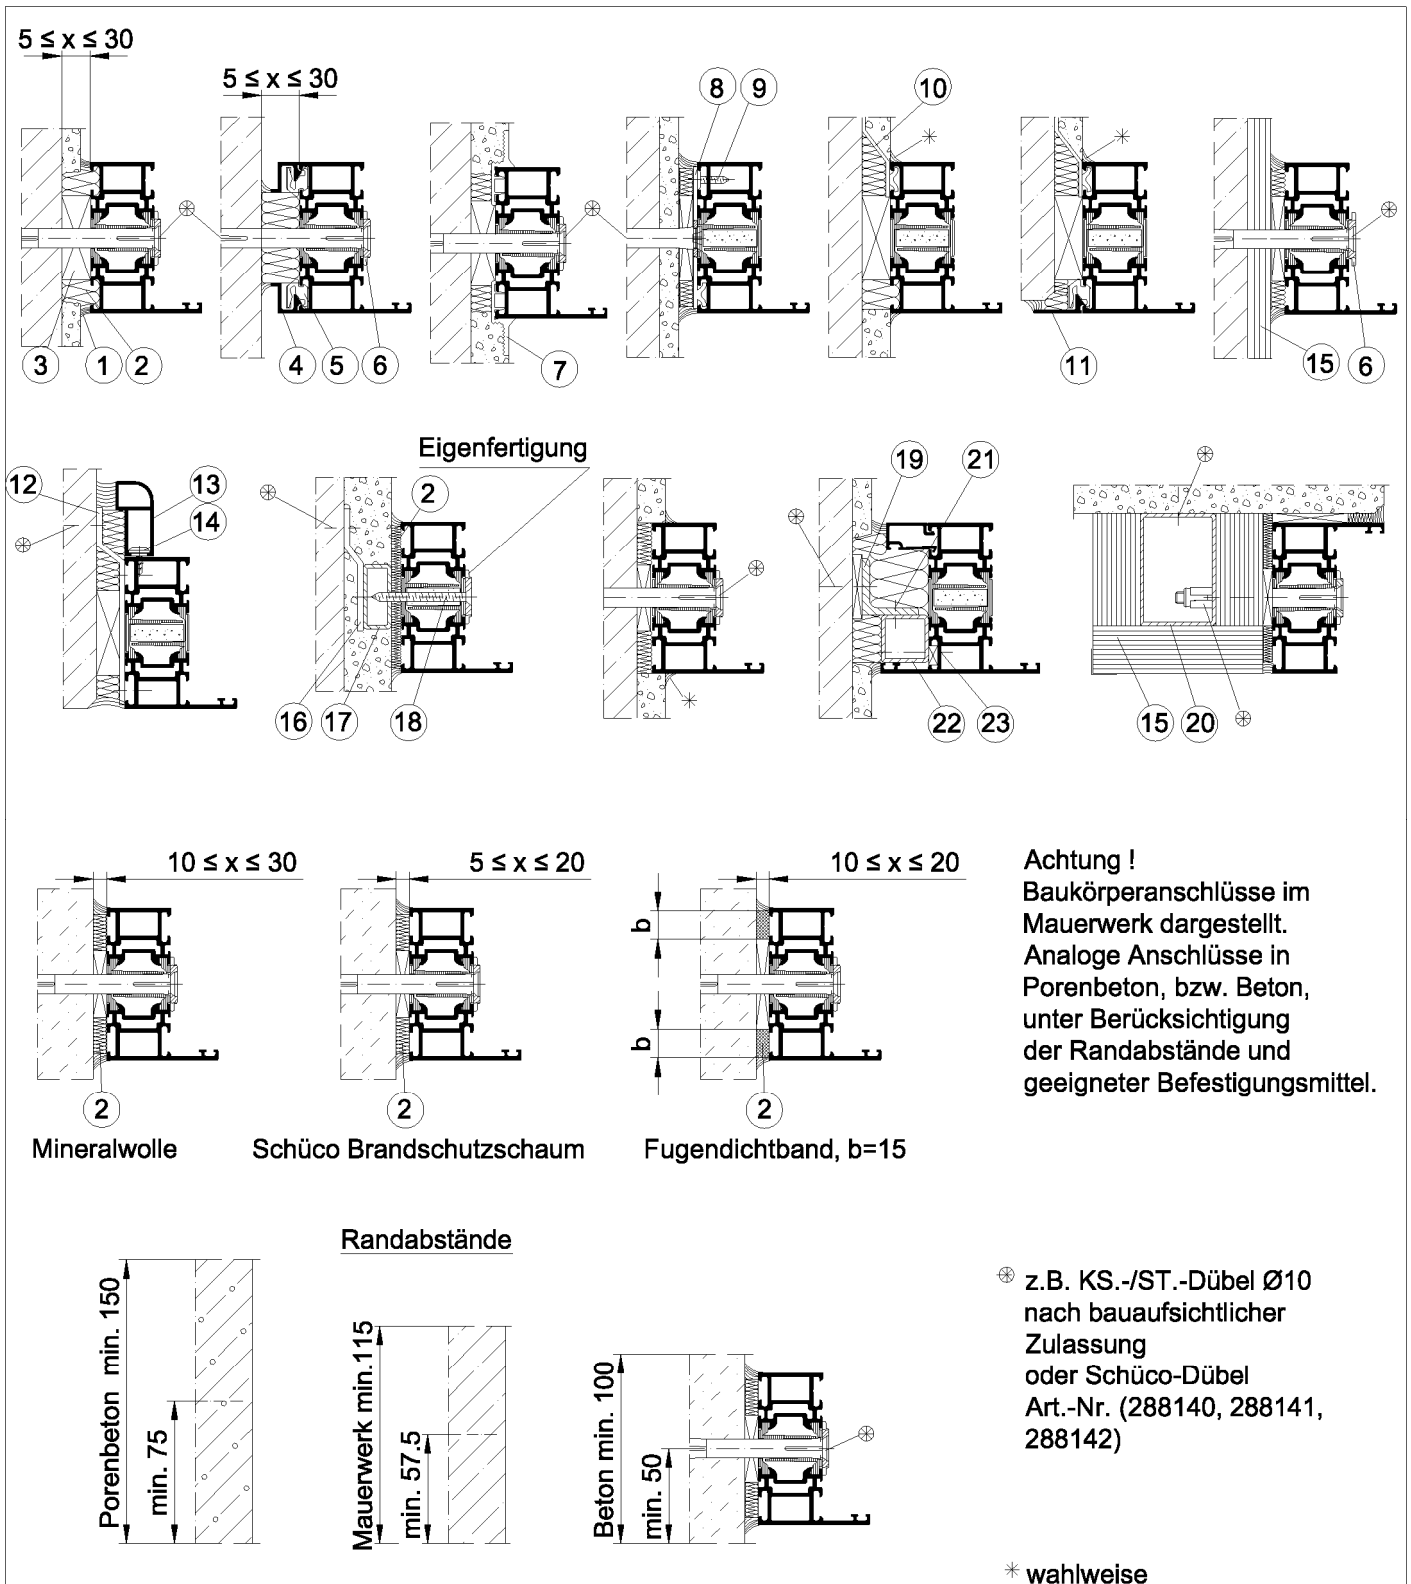 5 ≤ x ≤ 30
5 ≤ x ≤ 30
8 9 10
3 1 2 4 5 6 7 11 15 6
Eigenfertigung
12 13 14 2 19 21
16 17 18 22 23 15 20
10 ≤ x ≤ 30
5 ≤ x ≤ 20
10 ≤ x ≤ 20
b
b
2 2 2
Mineralwolle
Schüco Brandschutzschaum
Fugendichtband, b=15
Achtung !
Baukörperanschlüsse im
Mauerwerk dargestellt.
Analoge Anschlüsse in
Porenbeton, bzw. Beton,
unter Berücksichtigung
der Randabstände und
geeigneter Befestigungsmittel.
Randabstände
Porenbeton min. 150
min. 75
Mauerwerk min.115
min. 57.5
Beton min. 100
min. 50
z.B. KS.-/ST.-Dübel Ø10
nach bauaufsichtlicher
Zulassung
oder Schüco-Dübel
Art.-Nr. (288140, 288141,
288142)
* wahlweise